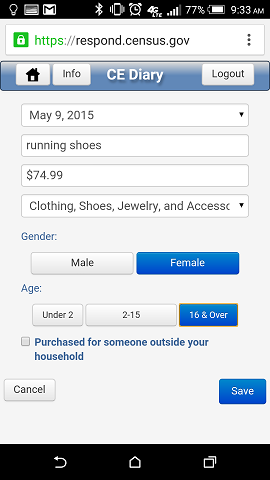 77% 9:33 AM
https://respond.census.gov
Info CE Diary Logout
May 9, 2015
running shoes
$74.99
Clothing, Shoes, Jewelry, and Accesso
Gender:
Male Female
Age:
Under 2 2-15 16 & Over
Purchased for someone outside your
household
Cancel Save